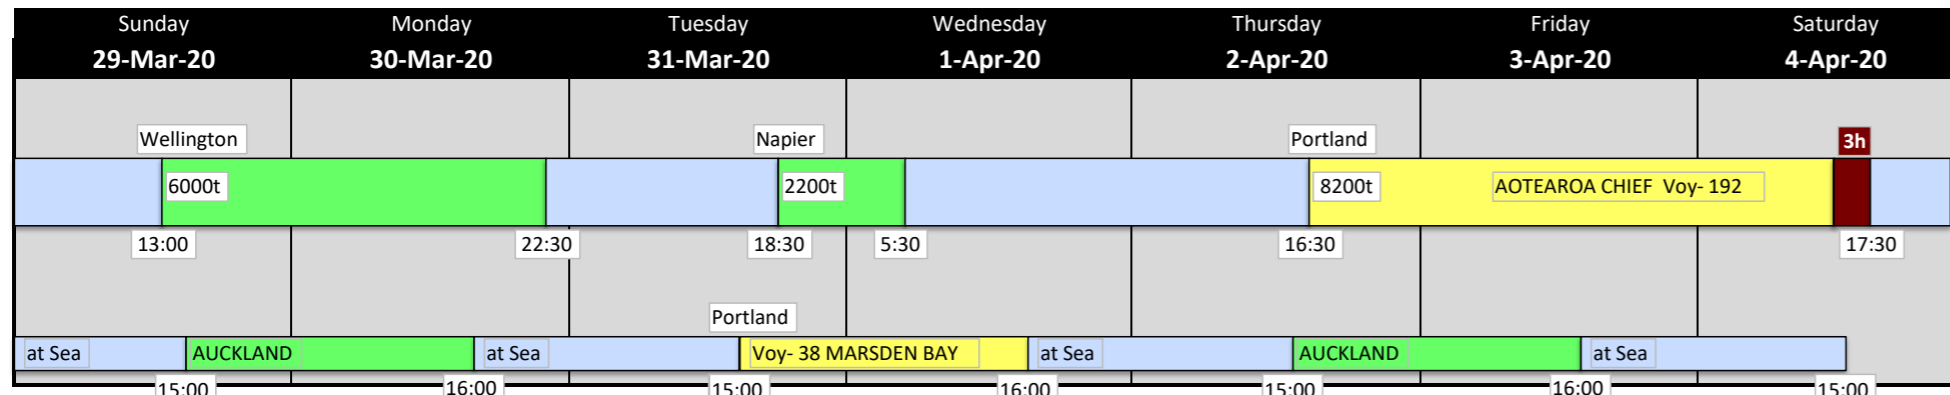 Sunday Monday Tuesday Wednesday Thursday Friday Saturday
29-Mar-20 30-Mar-20 31-Mar-20 1-Apr-20 2-Apr-20 3-Apr-20 4-Apr-20
Wellington Napier Portland 3h
6000t 2200t 8200t AOTEAROA CHIEF Voy- 192
13:00 22:30 18:30 5:30 16:30 17:30
Portland
at Sea AUCKLAND at Sea Voy- 38 MARSDEN BAY at Sea AUCKLAND at Sea
15:00 16:00 15:00 16:00 15:00 16:00 15:00